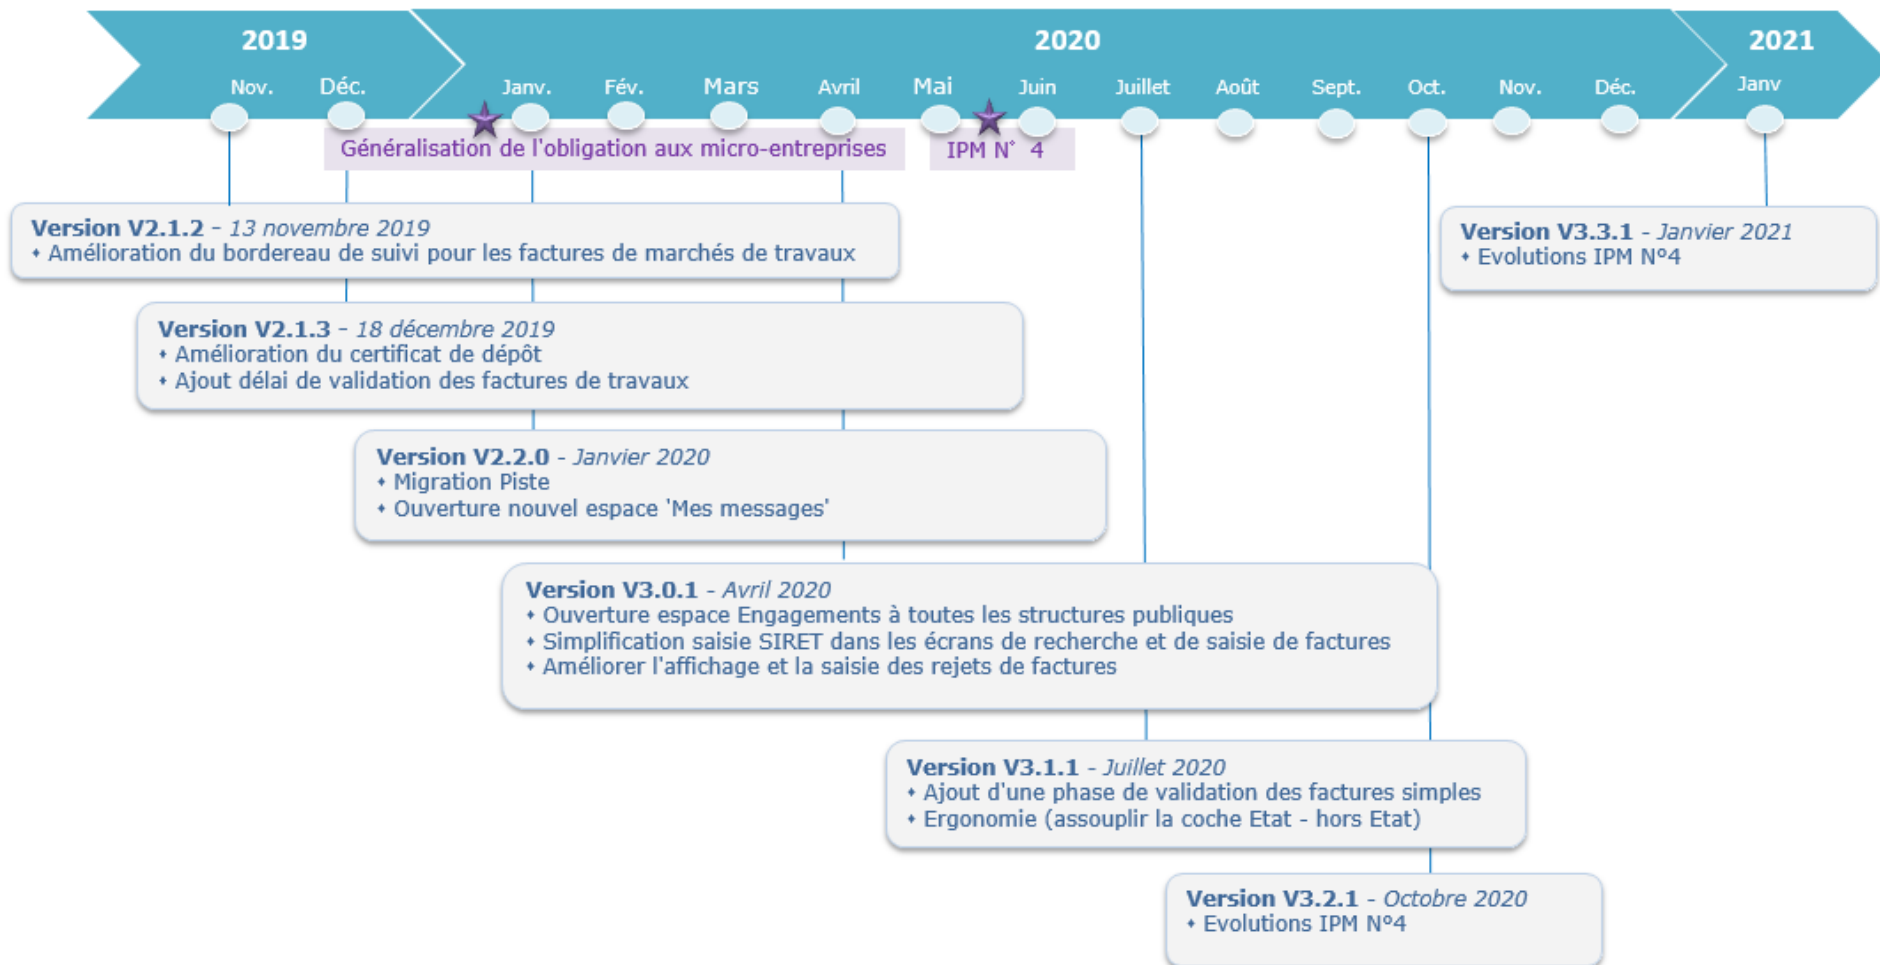 2019
2020
2021
Nov.
Déc.
Janv.
Fév.
Mars
Avril
Mai
Juin
Juillet
Août
Sept.
Oct.
Nov.
Déc.
Janv
Généralisation de l'obligation aux micro-entreprises
IPM N° 4
Version V2.1.2 - 13 novembre 2019
• Amélioration du bordereau de suivi pour les factures de marchés de travaux
Version V3.3.1 - Janvier 2021
• Evolutions IPM N°4
Version V2.1.3 - 18 décembre 2019
• Amélioration du certificat de dépôt
• Ajout délai de validation des factures de travaux
Version V2.2.0 - Janvier 2020
• Migration Piste
• Ouverture nouvel espace 'Mes messages'
Version V3.0.1 - Avril 2020
• Ouverture espace Engagements à toutes les structures publiques
• Simplification saisie SIRET dans les écrans de recherche et de saisie de factures
• Améliorer l'affichage et la saisie des rejets de factures
Version V3.1.1 - Juillet 2020
• Ajout d'une phase de validation des factures simples
• Ergonomie (assouplir la coche Etat - hors Etat)
Version V3.2.1 - Octobre 2020
• Evolutions IPM N°4